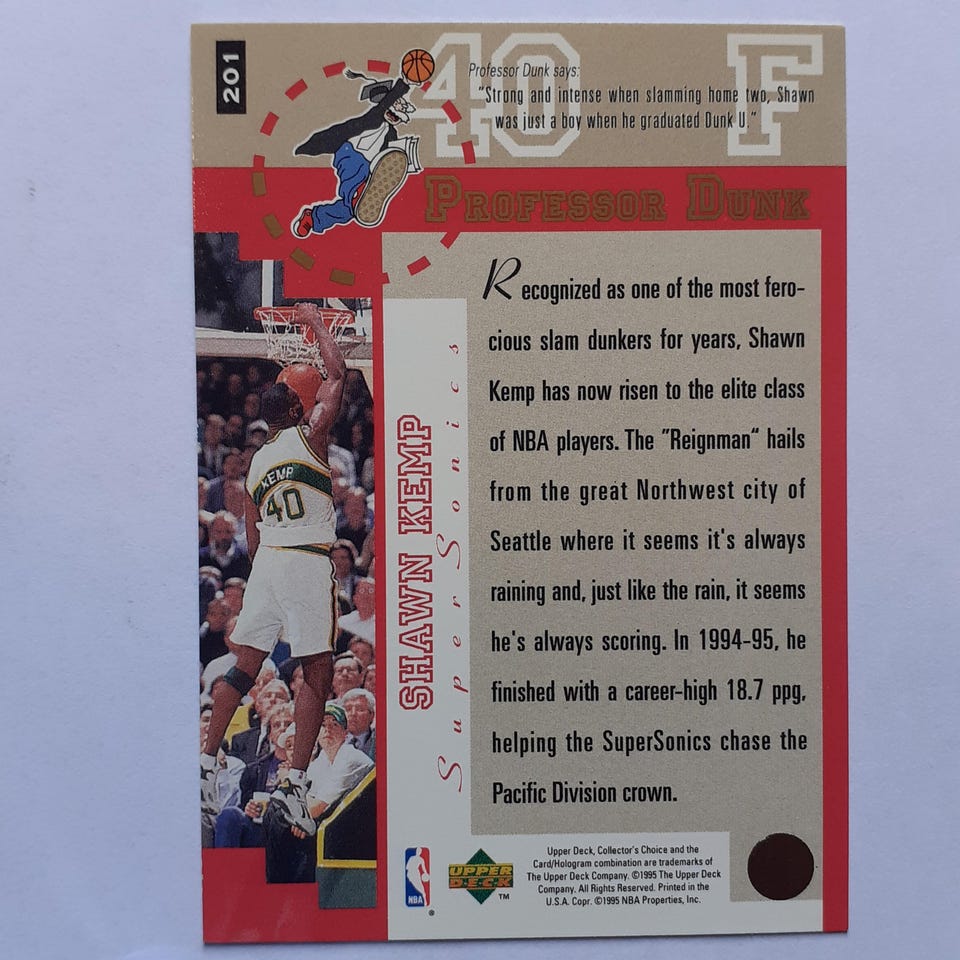 201
40 F
Professor Dunk says:
"Strong and intense when slamming home two, Shawn
was just a boy when he graduated Dunk U."
PROFESSOR DUNK
Recognized as one of the most fero-
cious slam dunkers for years, Shawn
Kemp has now risen to the elite class
of NBA players. The "Reignman" hails
from the great Northwest city of
Seattle where it seems it's always
raining and, just like the rain, it seems
he's always scoring. In 1994-95, he
finished with a career-high 18.7 ppg,
helping the SuperSonics chase the
Pacific Division crown.
KEMP
40
SHAWN KEMP
SuperSonics
NBA
®
UPPER
DECK
™
Upper Deck, Collector's Choice and the
Card/Hologram combination are trademarks of
The Upper Deck Company. ©1995 The Upper Deck
Company. All Rights Reserved. Printed in the
U.S.A. Copr. ©1995 NBA Properties, Inc.